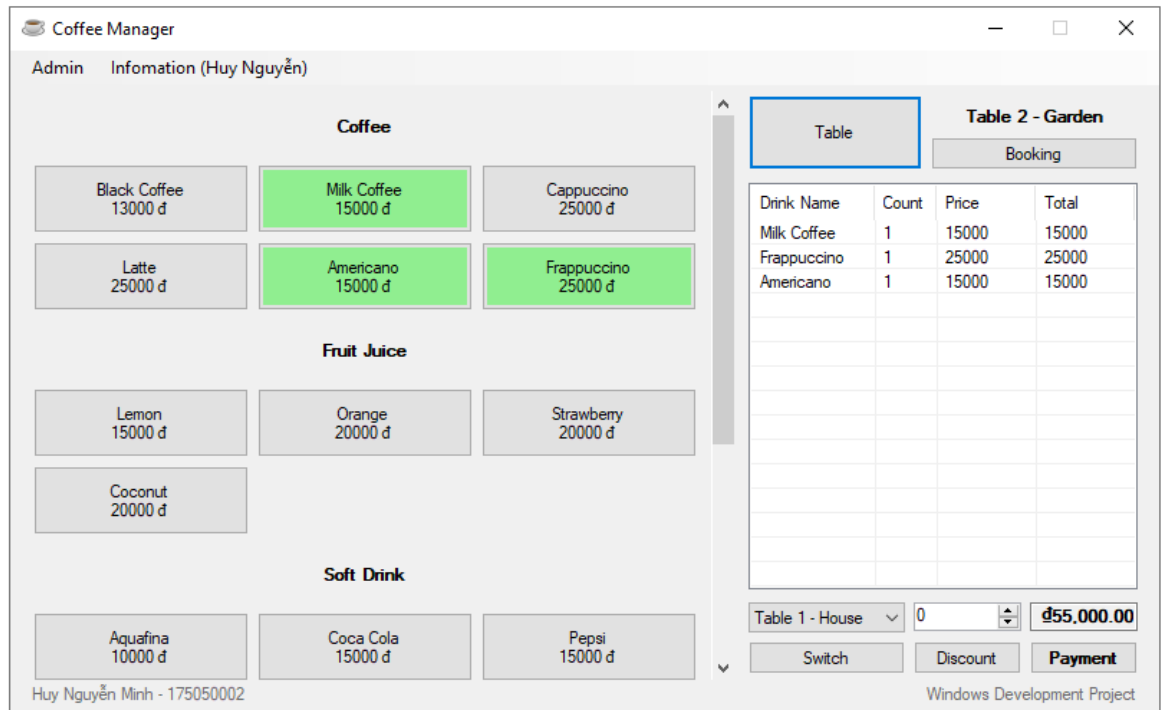 Coffee Manager
Admin Infomation (Huy Nguyễn)
Coffee
Black Coffee
13000 đ
Milk Coffee
15000 đ
Cappuccino
25000 đ
Latte
25000 đ
Americano
15000 đ
Frappuccino
25000 đ
Fruit Juice
Lemon
15000 đ
Orange
20000 đ
Strawberry
20000 đ
Coconut
20000 đ
Soft Drink
Aquafina
10000 đ
Coca Cola
15000 đ
Pepsi
15000 đ
Huy Nguyễn Minh - 175050002
Table
Table 2 - Garden
Booking
Drink Name Count Price Total
Milk Coffee 1 15000 15000
Frappuccino 1 25000 25000
Americano 1 15000 15000
Table 1 - House 0 ₫55,000.00
Switch Discount Payment
Windows Development Project